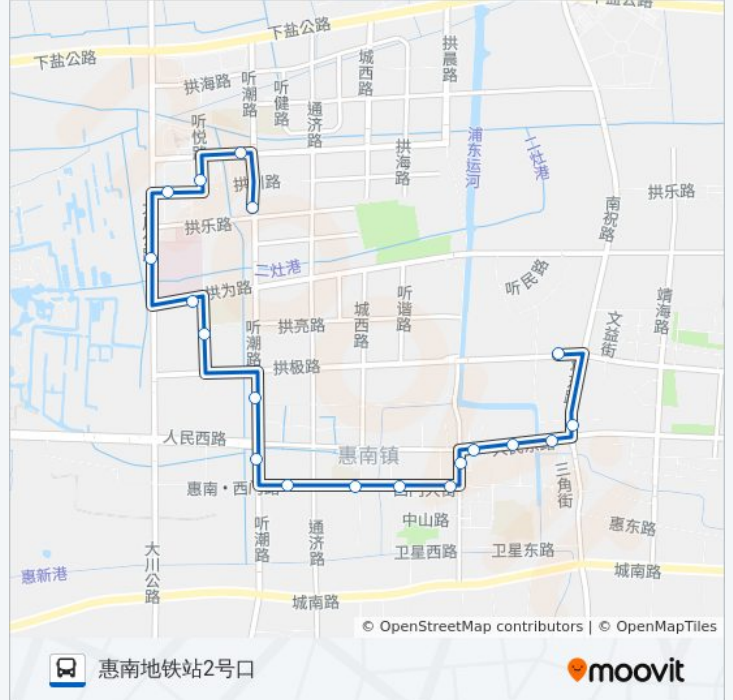 下盐公路
下盐公路
拱海路
听潮路
听健路
通济路
城西路
拱晨路
拱海路
浦东运河
二灶港
拱乐路
南祝路
拱乐路
二灶港
听民路
拱为路
听潮路
拱亮路
城西路
听谐路
靖海路
文益街
拱极路
人民西路
惠南镇
惠南•西门路
西门大街
三角街
中山路
惠东路
听潮路
通济路
卫星西路
卫星东路
大川公路
惠新港
城南路
城南路
© OpenStreetMap contributors | © OpenMapTiles
惠南地铁站2号口
moovit